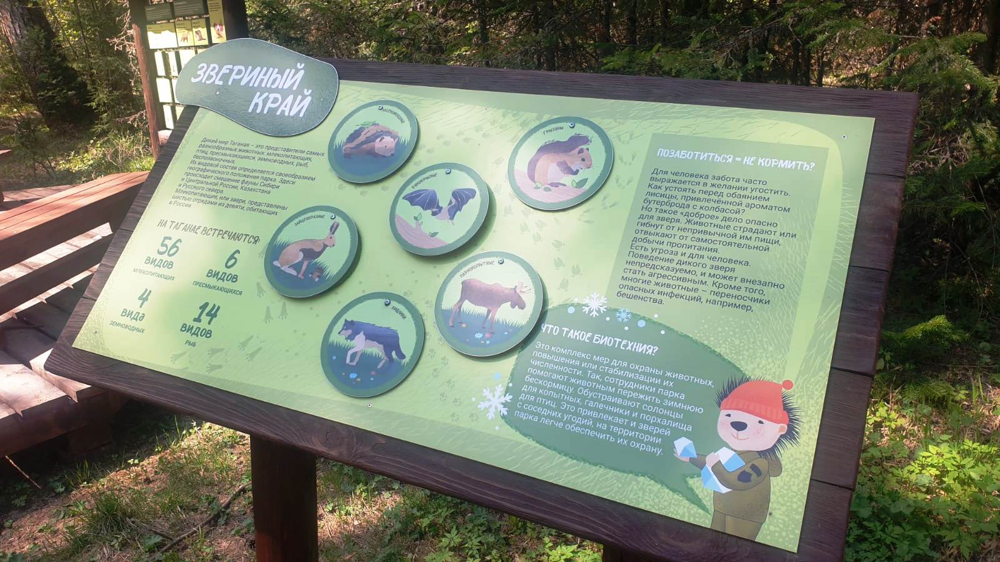 ЗВЕРИНЫЙ
КРАЙ
Дикий мир Таганая – это представители самых
разнообразных животных: млекопитающих,
птиц, пресмыкающихся, земноводных, рыб,
беспозвоночных.
Их видовой состав определяется своеобразием
географического положения парка. Здесь
происходит смешение фауны Сибири
и Центральной России, Казахстана
и Русского севера.
Млекопитающие, или звери, представлены
шестью отрядами из девяти, обитающих
в России
НА ТАГАНАЕ ВСТРЕЧАЮТСЯ:
56
ВИДОВ
МЛЕКОПИТАЮЩИХ
6
ВИДОВ
ПРЕСМЫКАЮЩИХСЯ
4
ВИДА
ЗЕМНОВОДНЫХ
14
ВИДОВ
РЫБ
НАСЕКОМОЯДНЫЕ
РУКОКРЫЛЫЕ
ГРЫЗУНЫ
ЗАЙЦЕОБРАЗНЫЕ
ПАРНОКОПЫТНЫЕ
ХИЩНИКИ
ПОЗАБОТИТЬСЯ = НЕ КОРМИТЬ?
Для человека забота часто
выражается в желании угостить.
Как устоять перед обаянием
лисицы, привлечённой ароматом
бутерброда с колбасой?
Но такое «доброе» дело опасно
для зверя. Животные страдают или
гибнут от непривычной им пищи,
отвыкают от самостоятельной
добычи пропитания.
Есть угроза и для человека.
Поведение дикого зверя
непредсказуемо, и может внезапно
стать агрессивным. Кроме того,
многие животные – переносчики
опасных инфекций, например,
бешенства.
ЧТО ТАКОЕ БИОТЕХНИЯ?
Это комплекс мер для охраны животных,
повышения или стабилизации их
численности. Так, сотрудники парка
помогают животным пережить зимнюю
бескормицу. Обустраивают солонцы
для копытных, галечники и порхалища
для птиц. Это привлекает и зверей
с соседних угодий, на территории
парка легче обеспечить их охрану.